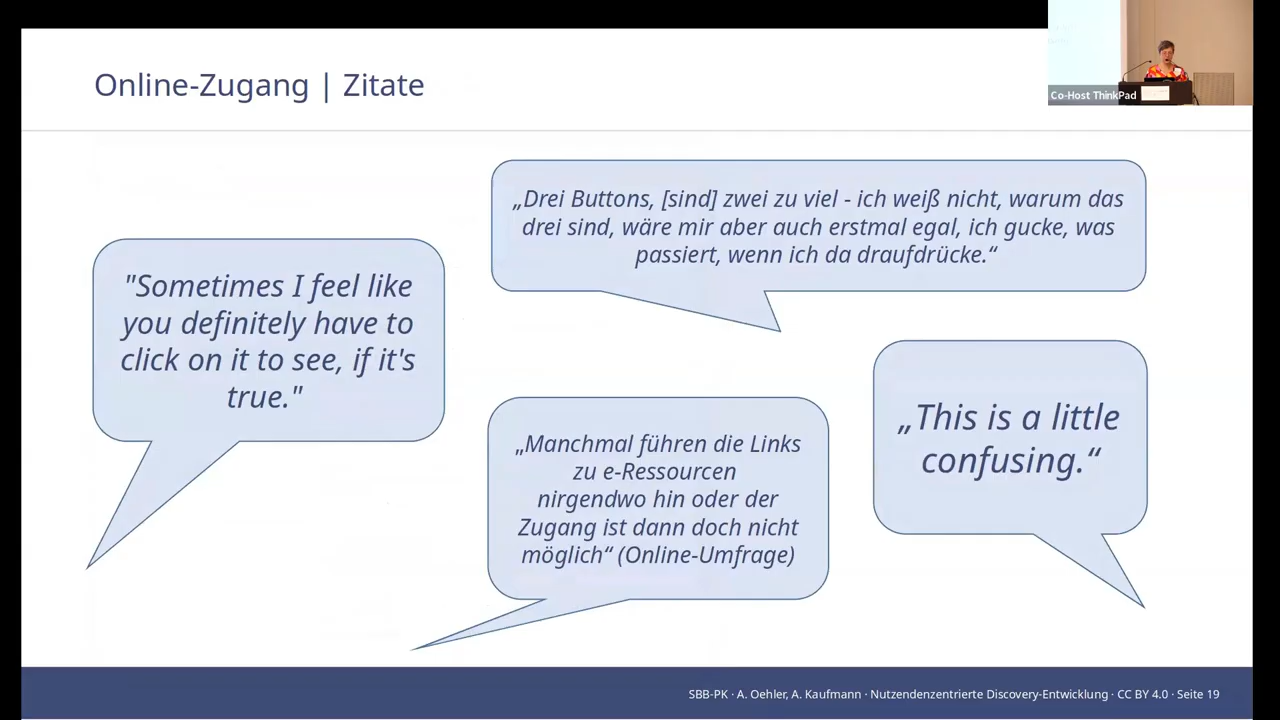 Online-Zugang | Zitate
Co-Host ThinkPad
„Drei Buttons, [sind] zwei zu viel - ich weiß nicht, warum das
drei sind, wäre mir aber auch erstmal egal, ich gucke, was
passiert, wenn ich da draufdrücke.“
"Sometimes I feel like
you definitely have to
click on it to see, if it's
true."
„This is a little
confusing.“
„Manchmal führen die Links
zu e-Ressourcen
nirgendwo hin oder der
Zugang ist dann doch nicht
möglich“ (Online-Umfrage)
SBB-PK · A. Oehler, A. Kaufmann · Nutzendenzentrierte Discovery-Entwicklung · CC BY 4.0 · Seite 19